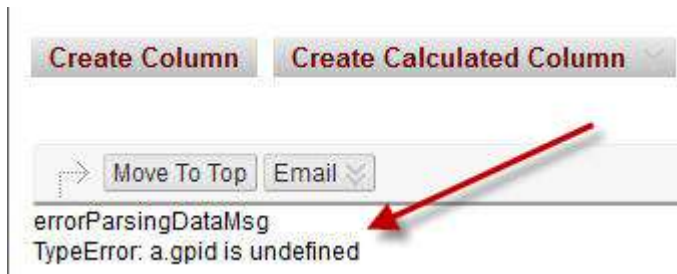 Create Column Create Calculated Column
Move To Top Email
errorParsingDataMsg
TypeError: a.gpid is undefined